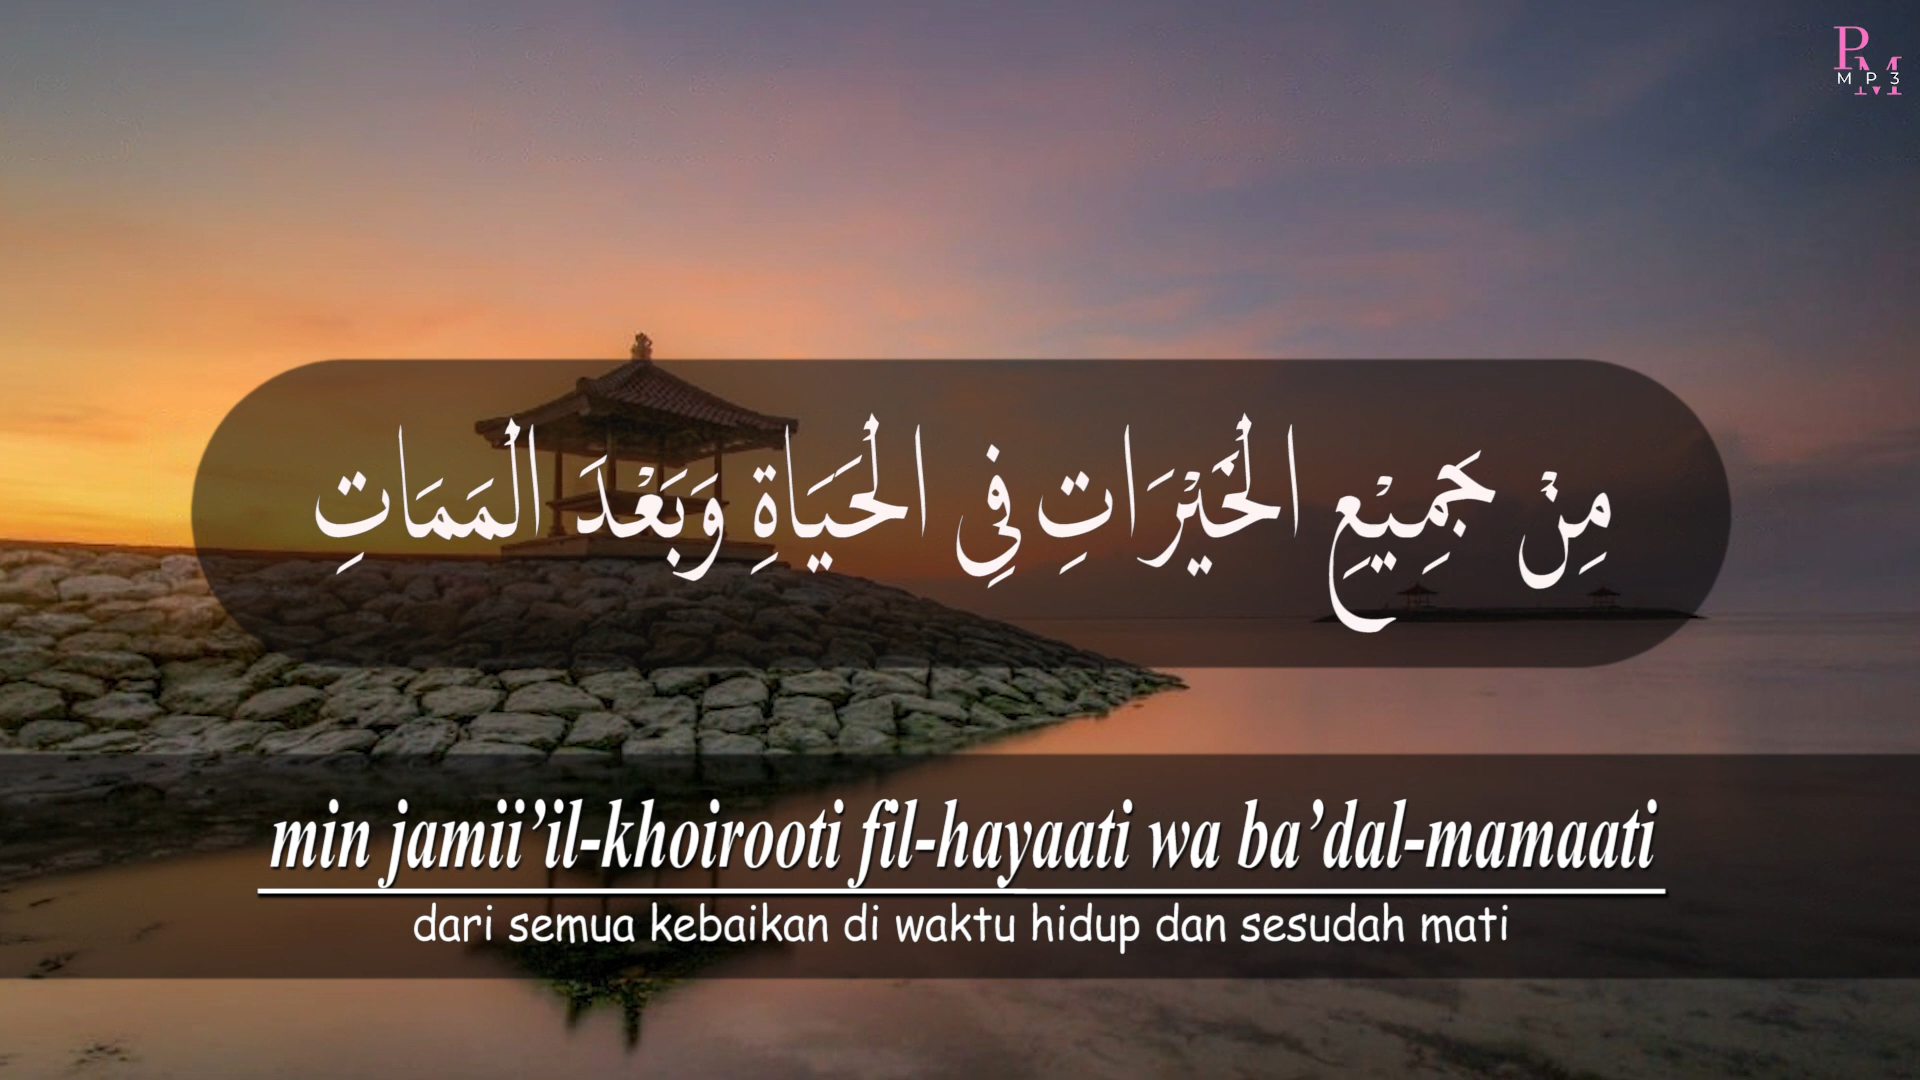 PM
MP3
مِنْ جَمِيْعِ الْخَيْرَاتِ فِي الْحَيَاةِ وَبَعْدَ الْمَمَاتِ
min jamii’il-khoirooti fil-hayaati wa ba’dal-mamaati
dari semua kebaikan di waktu hidup dan sesudah mati